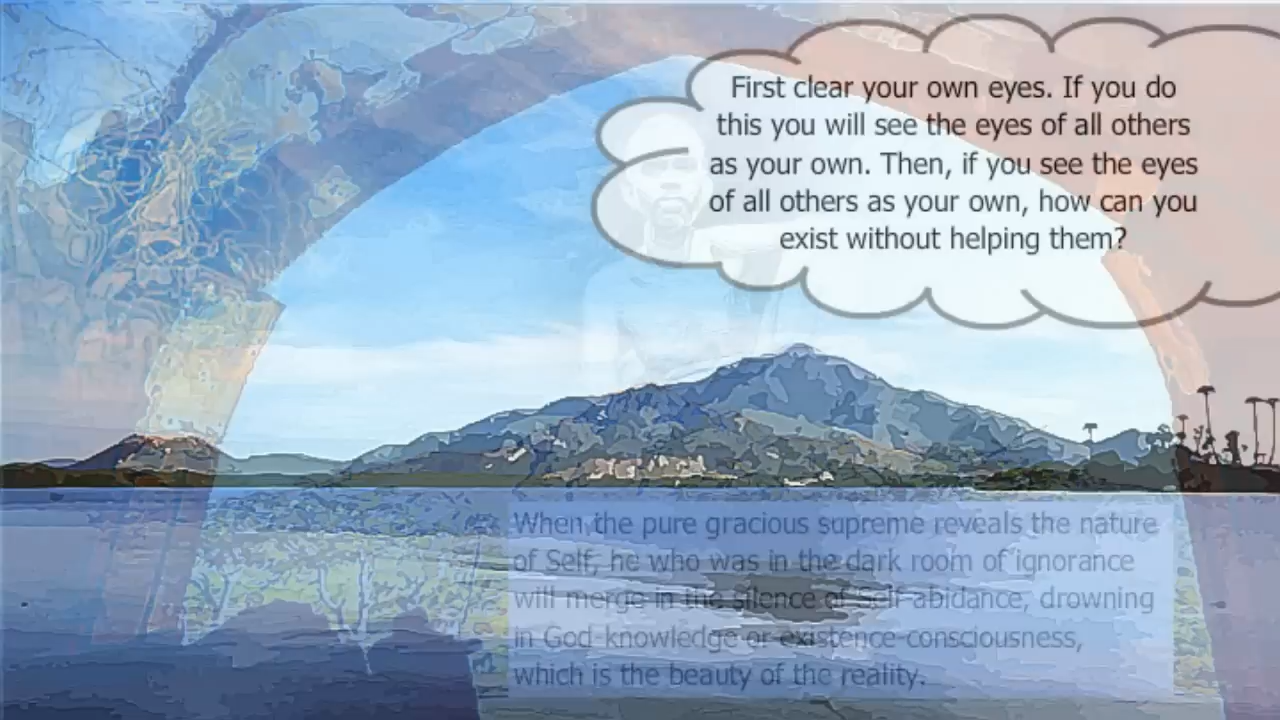 First clear your own eyes. If you do
this you will see the eyes of all others
as your own. Then, if you see the eyes
of all others as your own, how can you
exist without helping them?
When the pure gracious supreme reveals the nature
of Self, he who was in the dark room of ignorance
will merge in the silence of self-abidance, drowning
in God-knowledge or existence-consciousness,
which is the beauty of the reality.